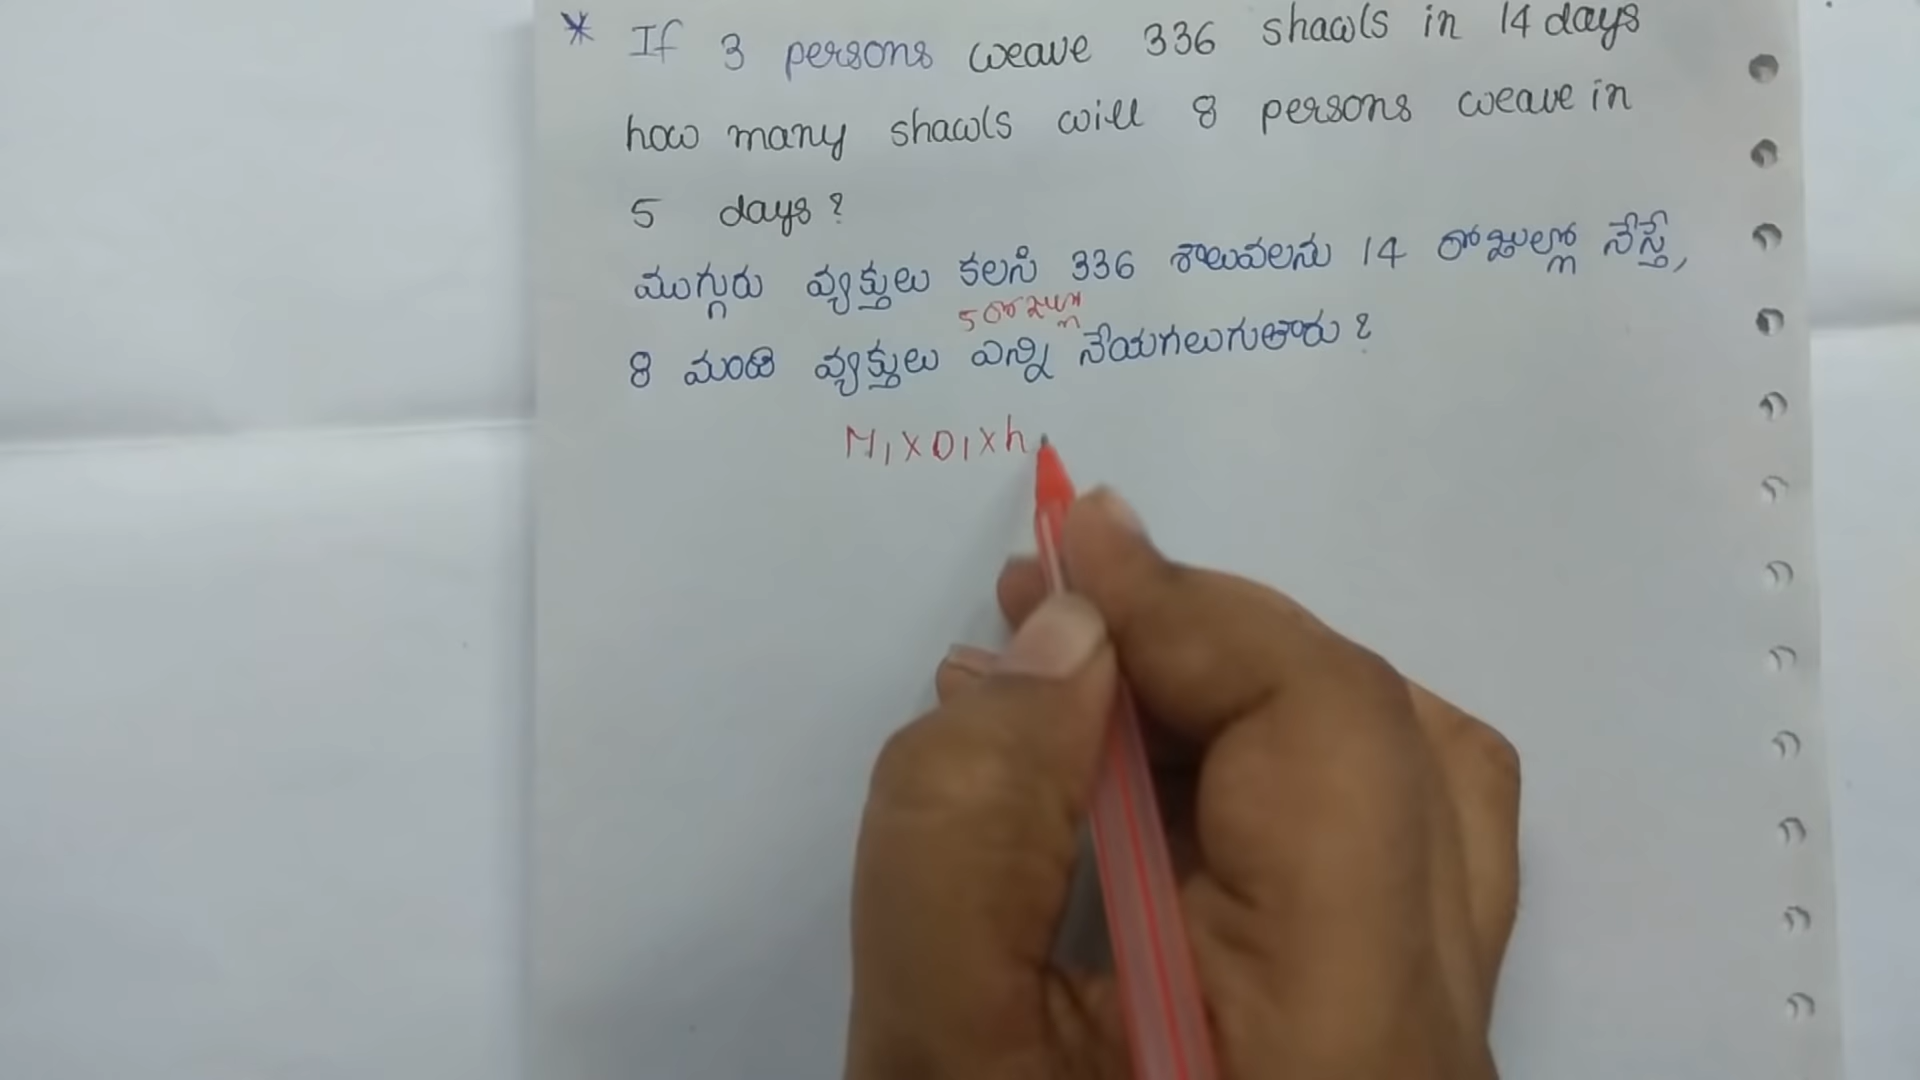 * If 3 persons weave 336 shawls in 14 days
how many shawls will 8 persons weave in
5 days?
ముగ్గురు వ్యక్తులు కలసి 336 శాలువలను 14 రోజుల్లో నేస్తే,
5 రోజుల్లో
8 మంది వ్యక్తులు ఎన్ని నేయగలుగుతారు?
M₁ x D₁ x h